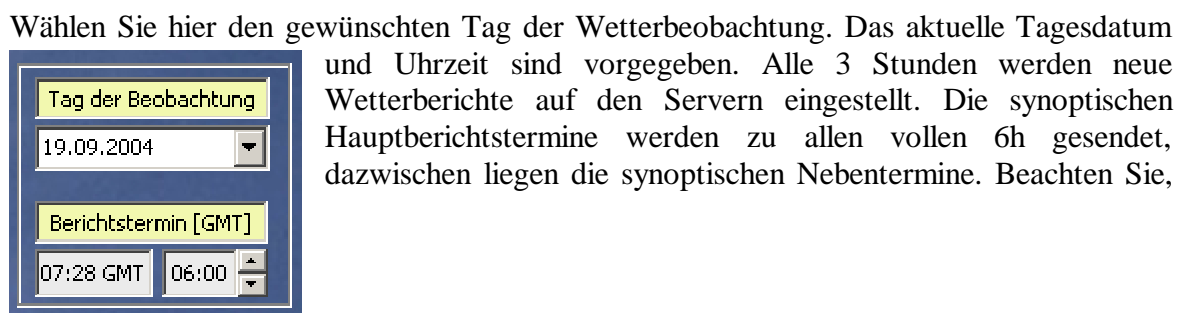 Wählen Sie hier den gewünschten Tag der Wetterbeobachtung. Das aktuelle Tagesdatum
und Uhrzeit sind vorgegeben. Alle 3 Stunden werden neue
Wetterberichte auf den Servern eingestellt. Die synoptischen
Hauptberichtstermine werden zu allen vollen 6h gesendet,
dazwischen liegen die synoptischen Nebentermine. Beachten Sie,
Tag der Beobachtung
19.09.2004
Berichtstermin [GMT]
07:28 GMT 06:00